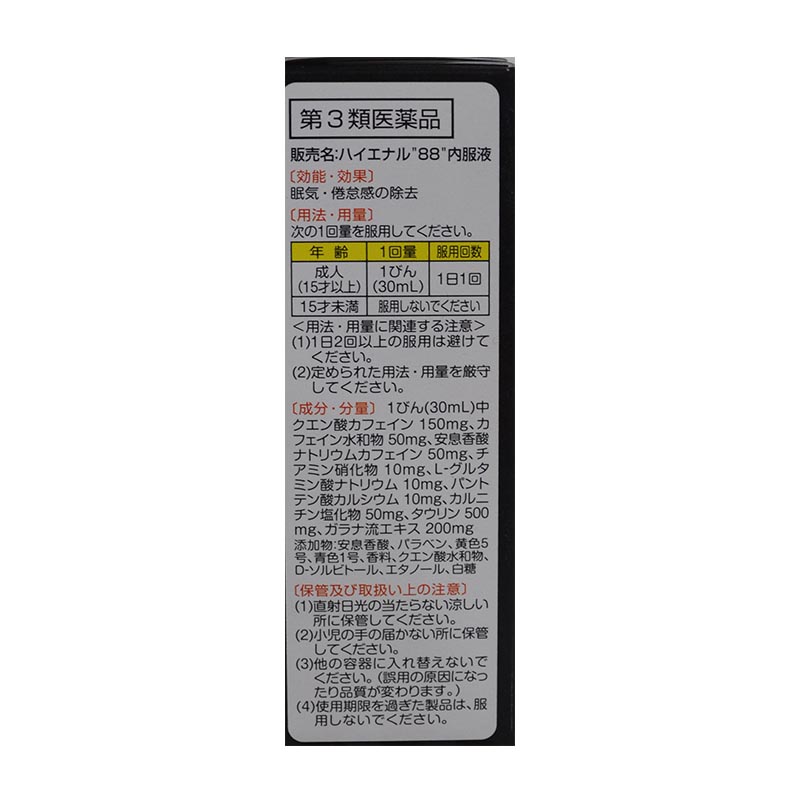 第3類医薬品
販売名:ハイエナル"88"内服液
〔効能・効果〕
眠気・倦怠感の除去
〔用法・用量〕
次の1回量を服用してください。
年齢 1回量 服用回数
成人(15才以上) 1びん(30mL) 1日1回
15才未満 服用しないでください
<用法・用量に関連する注意>
(1)1日2回以上の服用は避けて
ください。
(2)定められた用法・用量を厳守
してください。
〔成分・分量〕 1びん(30mL)中
クエン酸カフェイン 150mg、カ
フェイン水和物 50mg、安息香酸
ナトリウムカフェイン 50mg、チ
アミン硝化物 10mg、L-グルタ
ミン酸ナトリウム 10mg、パント
テン酸カルシウム 10mg、カルニ
チン塩化物 50mg、タウリン 500
mg、ガラナ流エキス 200mg
添加物:安息香酸、パラベン、黄色5
号、青色1号、香料、クエン酸水和物、
D-ソルビトール、エタノール、白糖
〔保管及び取扱い上の注意〕
(1)直射日光の当たらない涼しい
所に保管してください。
(2)小児の手の届かない所に保管
してください。
(3)他の容器に入れ替えないで
ください。(誤用の原因になっ
たり品質が変わります。)
(4)使用期限を過ぎた製品は、服
用しないでください。